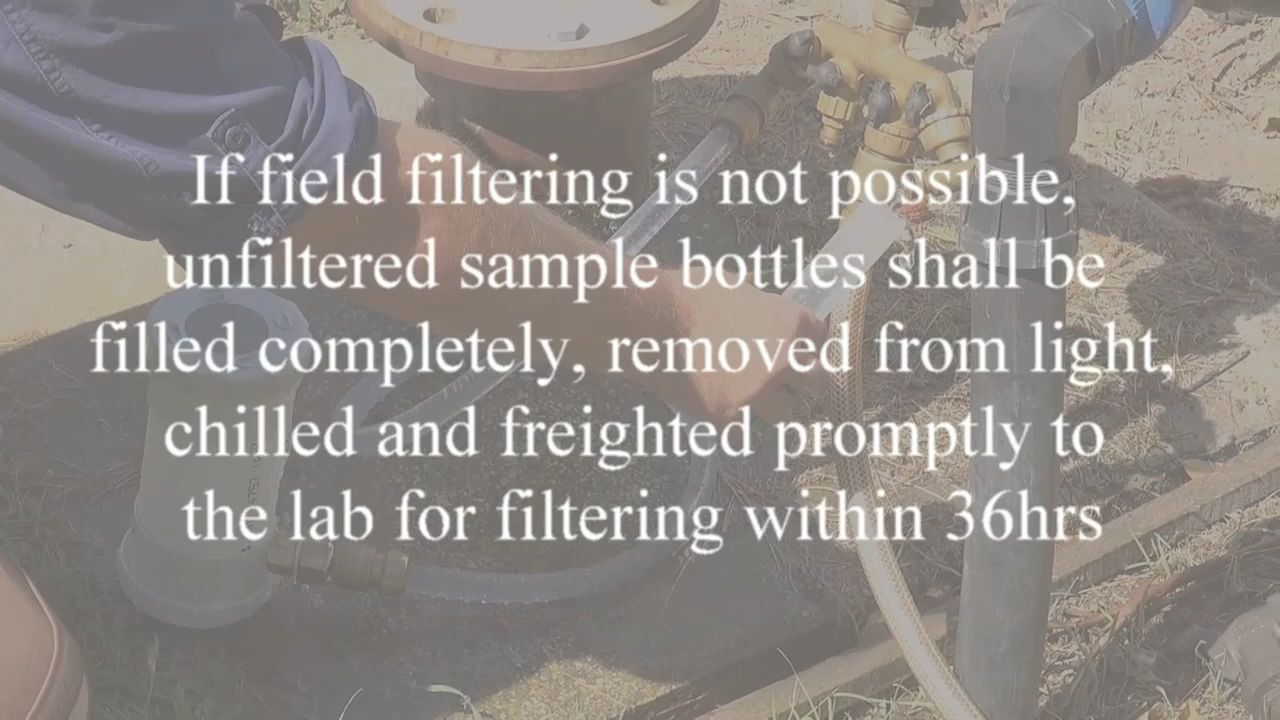 If field filtering is not possible,
unfiltered sample bottles shall be
filled completely, removed from light,
chilled and freighted promptly to
the lab for filtering within 36hrs